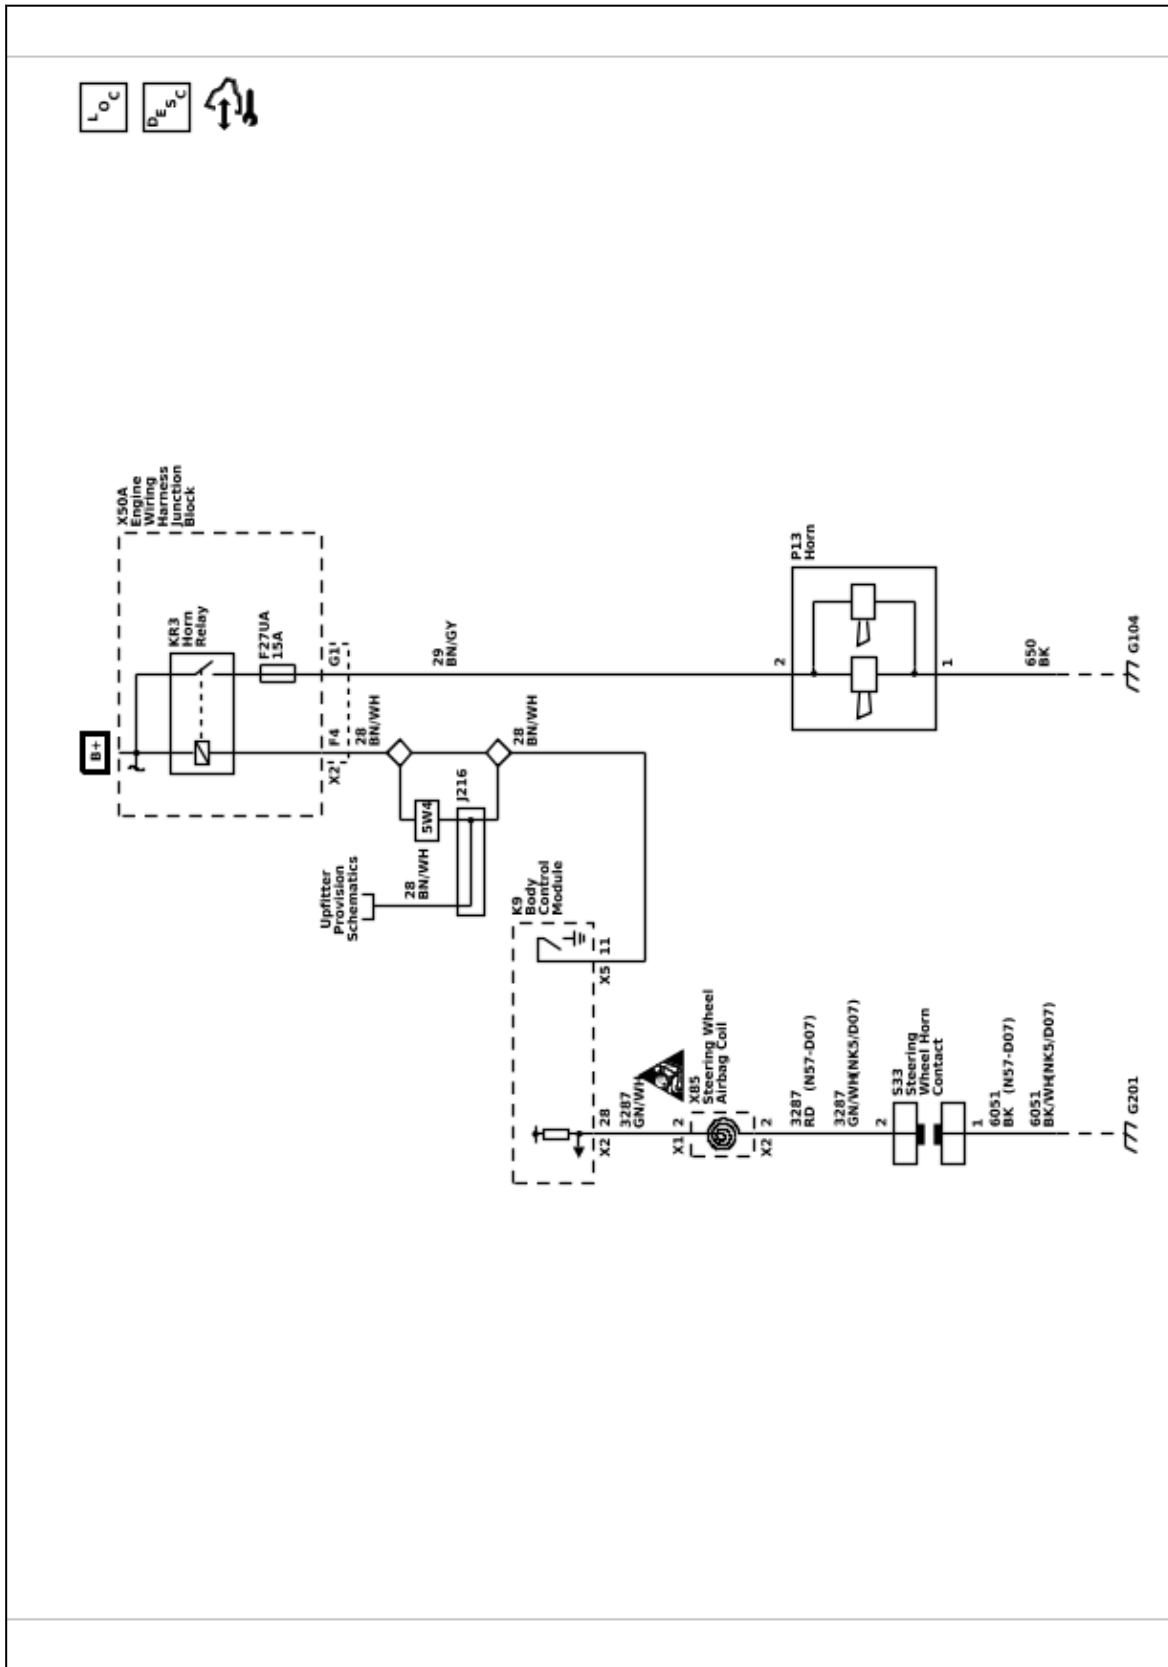 LOC
DESC
B+
X50A
Engine
Wiring
Harness
Junction
Block
KR3
Horn
Relay
F27UA
15A
X2
F4
G1
28
BN/WH
29
BN/GY
5W4
J216
28
BN/WH
28
BN/WH
Upfitter
Provision
Schematics
K9
Body
Control
Module
X5
11
X2
28
3287
GN/WH
X85
Steering Wheel
Airbag Coil
X1
2
X2
2
3287
RD (N57-D07)
3287
GN/WH(NK5/D07)
S33
Steering
Wheel Horn
Contact
2
1
6051
BK (N57-D07)
6051
BK/WH(NK5/D07)
G201
P13
Horn
2
1
650
BK
G104